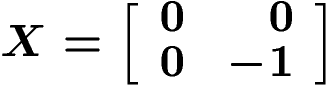 X = [ 0 0
0 -1 ]